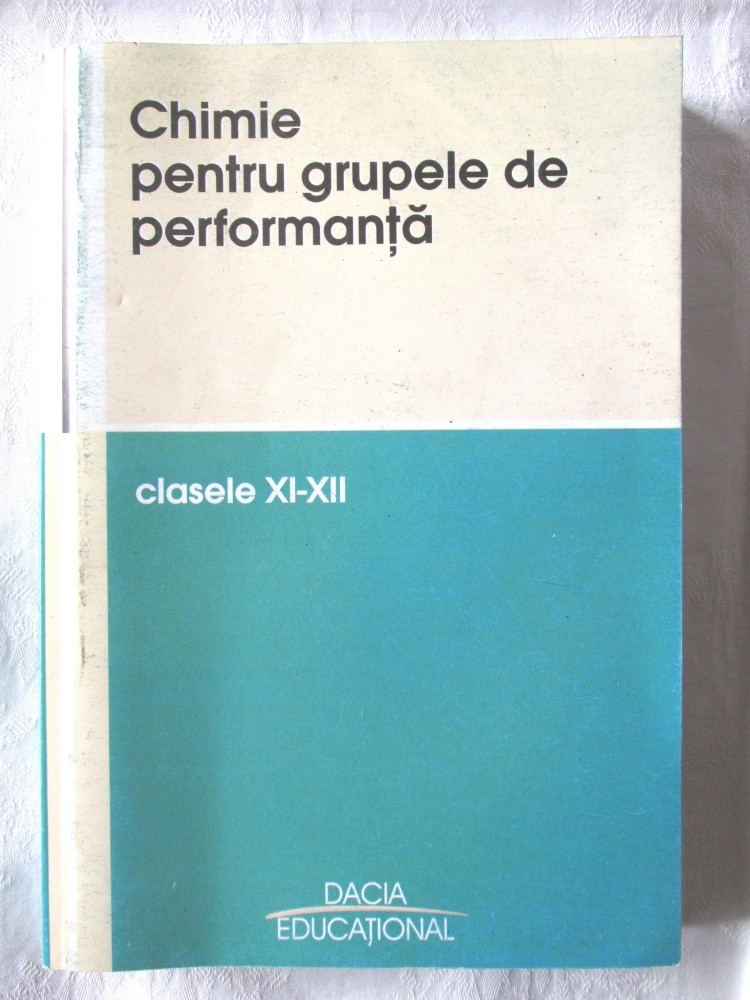 Chimie
pentru grupele de
performanță
clasele XI-XII
DACIA
EDUCAȚIONAL